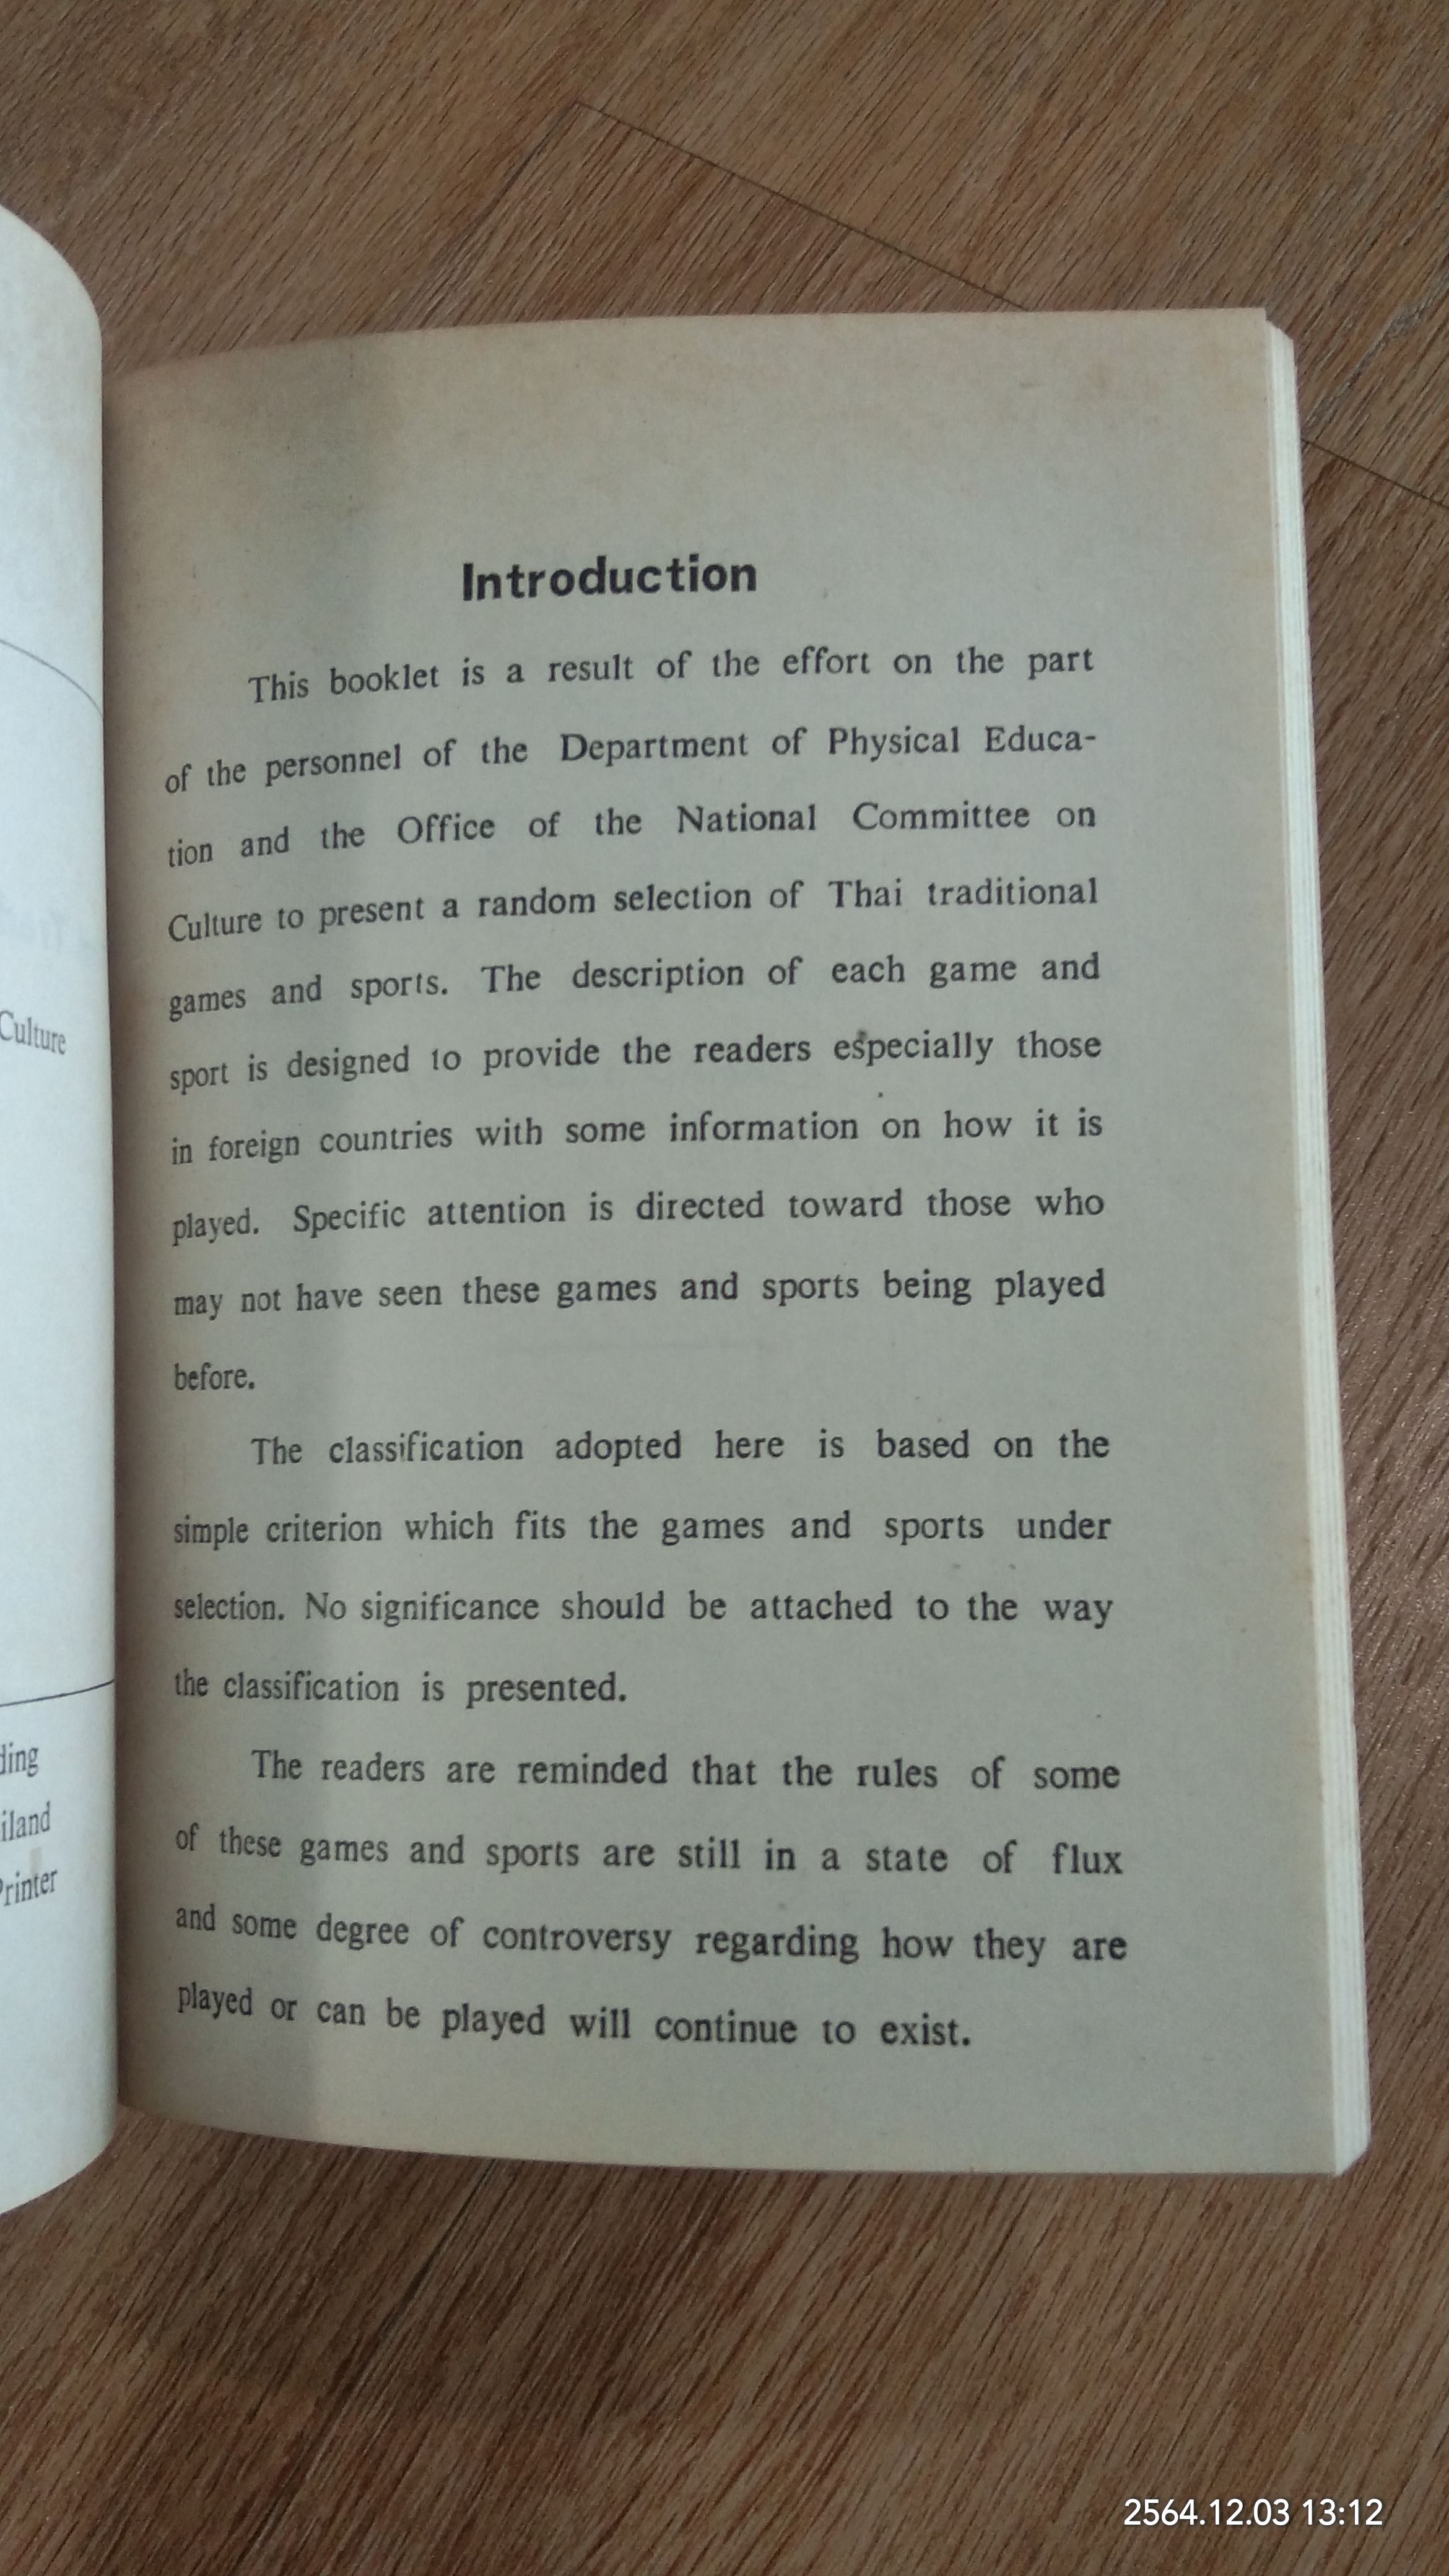 Culture
iland
Printer
Introduction
This booklet is a result of the effort on the part
of the personnel of the Department of Physical Educa-
tion and the Office of the National Committee on
Culture to present a random selection of Thai traditional
games and sports. The description of each game and
sport is designed to provide the readers especially those
in foreign countries with some information on how it is
played. Specific attention is directed toward those who
may not have seen these games and sports being played
before.
The classification adopted here is based on the
simple criterion which fits the games and sports under
selection. No significance should be attached to the way
the classification is presented.
The readers are reminded that the rules of some
of these games and sports are still in a state of flux
and some degree of controversy regarding how they are
played or can be played will continue to exist.
2564.12.03 13:12